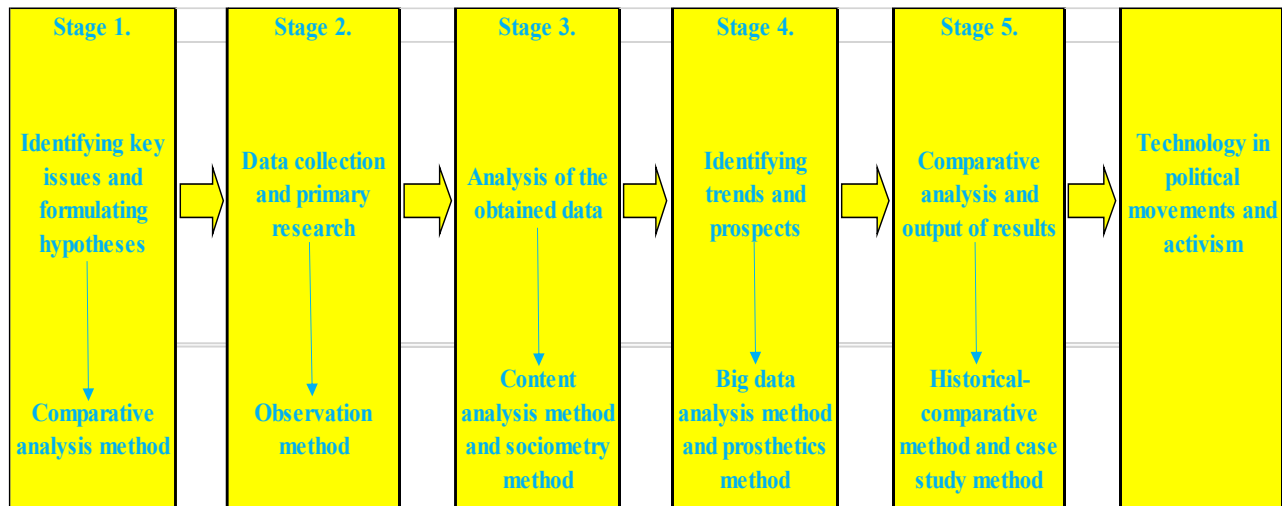 Stage 1.
Identifying key
issues and
formulating
hypotheses
Comparative
analysis method
Stage 2.
Data collection
and primary
research
Observation
method
Stage 3.
Analysis of the
obtained data
Content
analysis method
and sociometry
method
Stage 4.
Identifying
trends and
prospects
Big data
analysis method
and prosthetics
method
Stage 5.
Comparative
analysis and
output of results
Historical-
comparative
method and case
study method
Technology in
political
movements and
activism